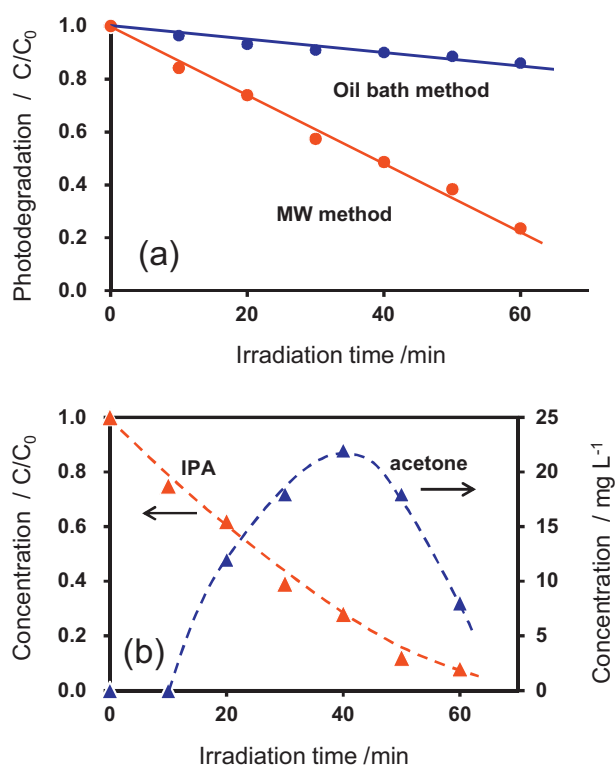 Photodegradation / C/C₀
1.0
0.8
0.6
0.4
0.2
0.0
Oil bath method
MW method
(a)
0
20
40
60
Irradiation time /min
Concentration / C/C₀
1.0
0.8
0.6
0.4
0.2
0.0
IPA
acetone
(b)
25
20
15
10
5
0
Concentration / mg L⁻¹
0
20
40
60
Irradiation time /min